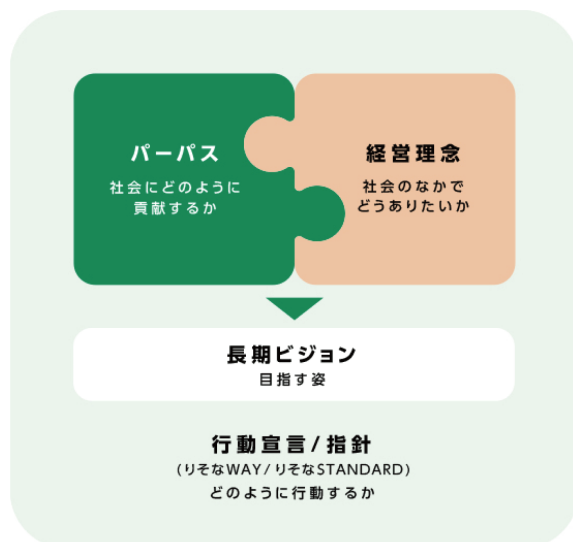 パーパス
社会にどのように
貢献するか
経営理念
社会のなかで
どうありたいか
長期ビジョン
目指す姿
行動宣言/指針
(りそなWAY/りそなSTANDARD)
どのように行動するか